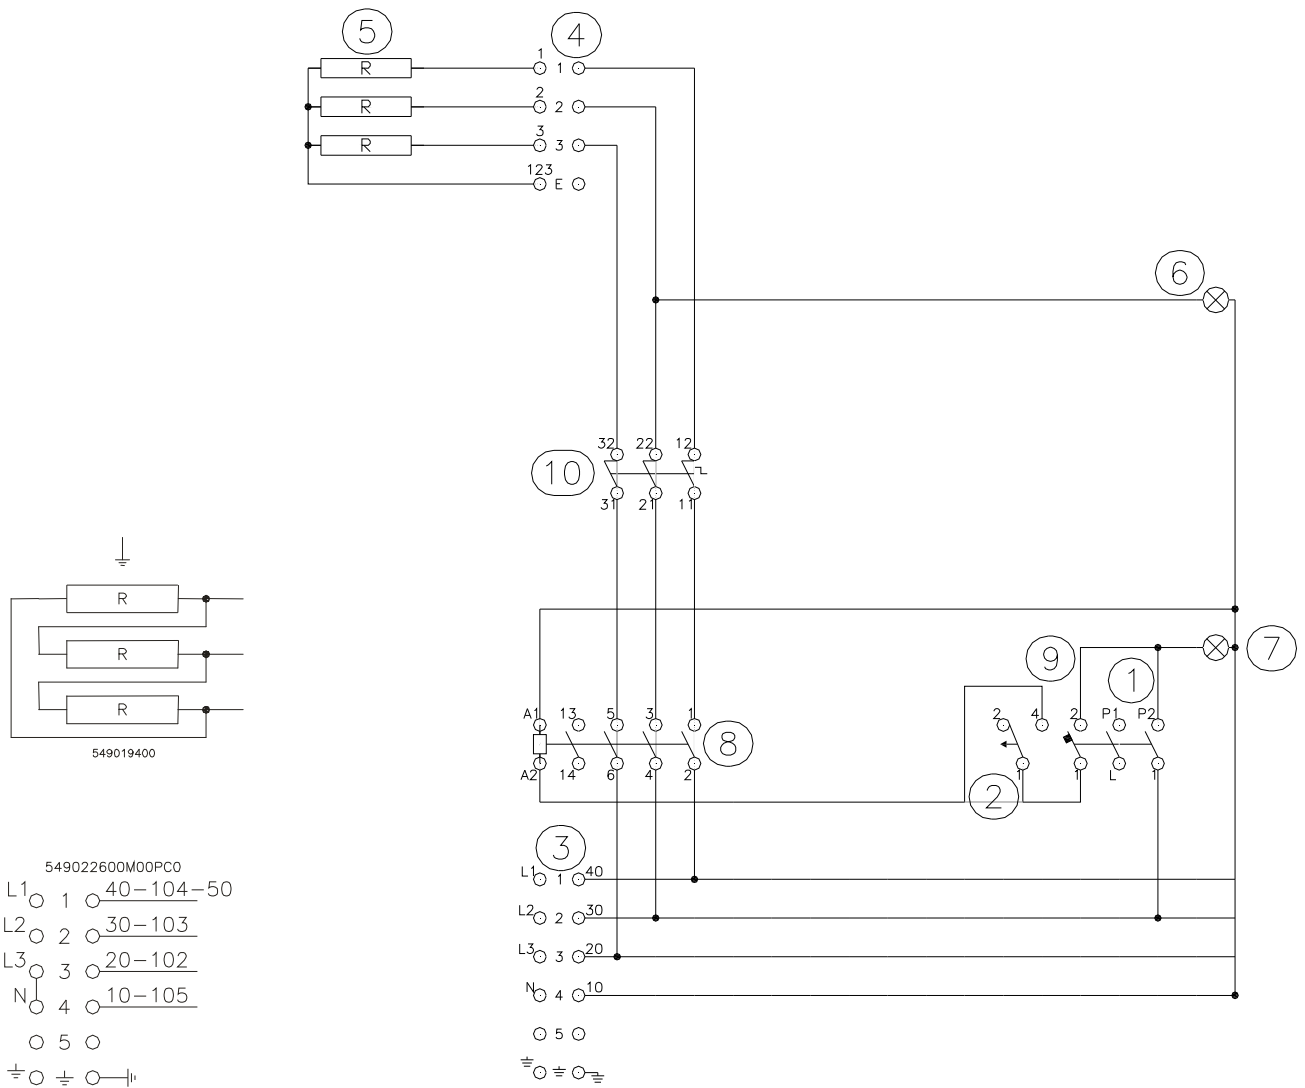 5 4
1
R 1
2
R 2
3
R 3
123
E
6
32 22 12
10
31 21 11
R
9 7
R
1
R
A1 13 5 3 1 2 4 2 P1 P2
8
549019400
A2 14 6 4 2 1 1 L 1
2
3
549022600M00PC0
L1 1 40
L1 1 40-104-50
L2 2 30
L2 2 30-103
L3 3 20
L3 3 20-102
N 4 10
N 4 10-105
5
5